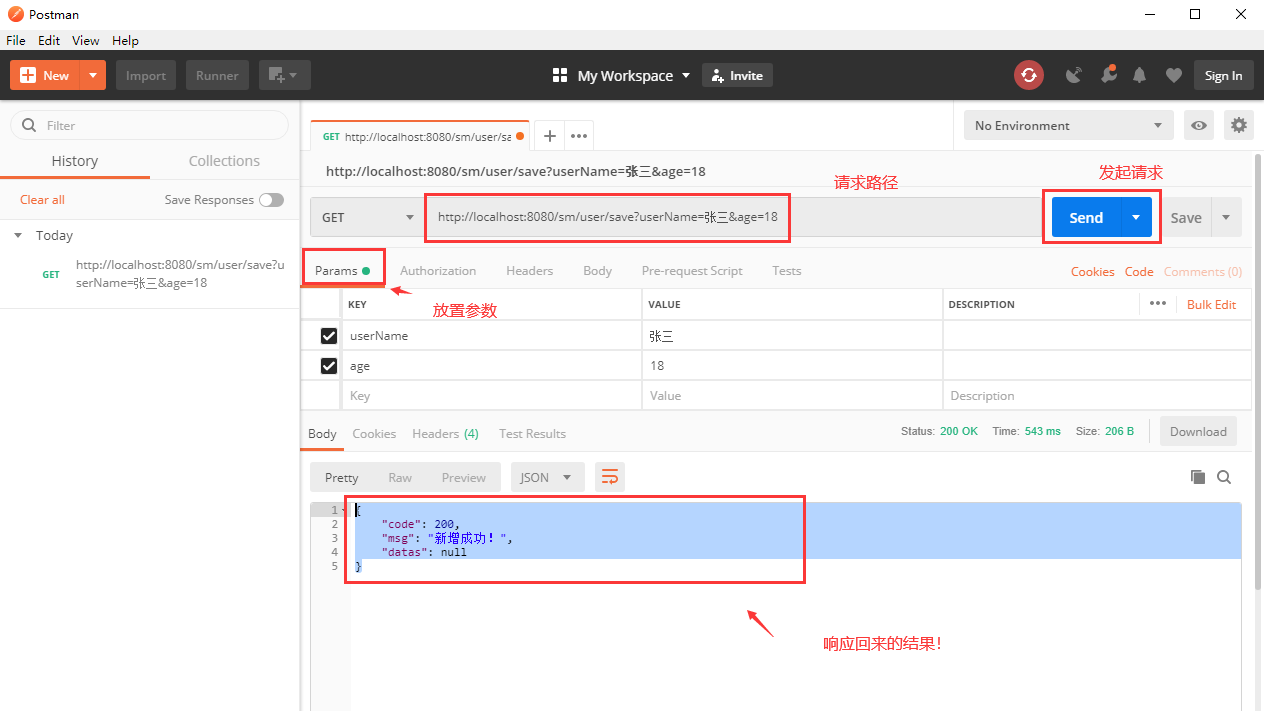 Postman
File Edit View Help
New Import Runner My Workspace Invite Sign In
Filter
History Collections
Clear all Save Responses
Today
GET http://localhost:8080/sm/user/save?u
serName=张三&age=18
GET http://localhost:8080/sm/user/sa
No Environment
http://localhost:8080/sm/user/save?userName=张三&age=18
请求路径
发起请求
GET http://localhost:8080/sm/user/save?userName=张三&age=18 Send Save
Params Authorization Headers Body Pre-request Script Tests Cookies Code Comments (0)
放置参数
KEY VALUE DESCRIPTION Bulk Edit
userName 张三
age 18
Key Value Description
Body Cookies Headers (4) Test Results Status: 200 OK Time: 543 ms Size: 206 B Download
Pretty Raw Preview JSON
1 {
2 "code": 200,
3 "msg": "新增成功！",
4 "datas": null
5 }
响应回来的结果！